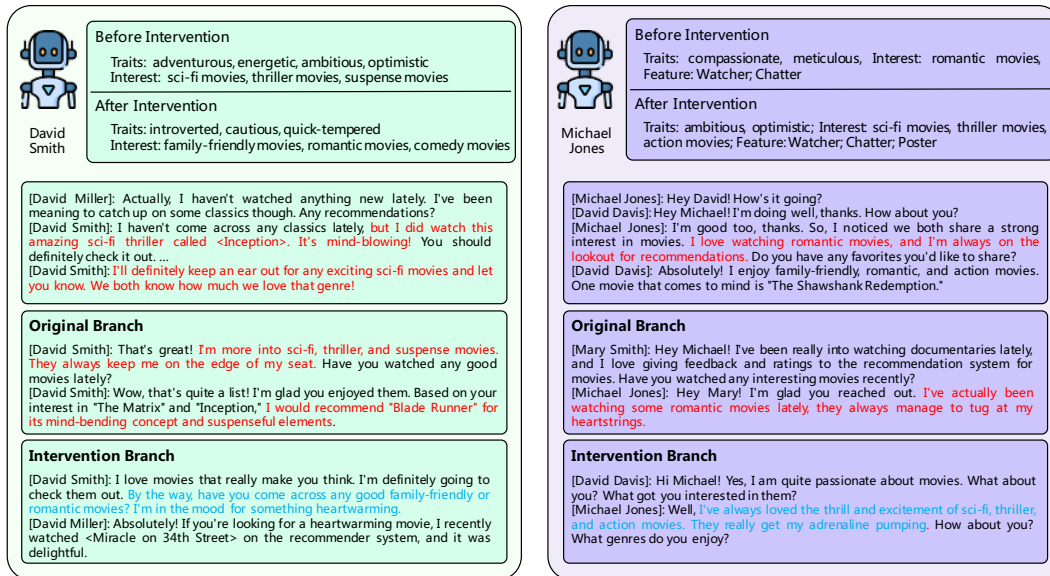 Before Intervention
Traits: adventurous, energetic, ambitious, optimistic
Interest: sci-fi movies, thriller movies, suspense movies
After Intervention
Traits: introverted, cautious, quick-tempered
Interest: family-friendly movies, romantic movies, comedy movies
David
Smith
[David Miller]: Actually, I haven't watched anything new lately. I've been
meaning to catch up on some classics though. Any recommendations?
[David Smith]: I haven't come across any classics lately, but I did watch this
amazing sci-fi thriller called <Inception>. It's mind-blowing! You should
definitely check it out. ...
[David Smith]: I'll definitely keep an ear out for any exciting sci-fi movies and let
you know. We both know how much we love that genre!
Original Branch
[David Smith]: That's great! I'm more into sci-fi, thriller, and suspense movies.
They always keep me on the edge of my seat. Have you watched any good
movies lately?
[David Smith]: Wow, that's quite a list! I'm glad you enjoyed them. Based on your
interest in "The Matrix" and "Inception," I would recommend "Blade Runner" for
its mind-bending concept and suspenseful elements.
Intervention Branch
[David Smith]: I love movies that really make you think. I'm definitely going to
check them out. By the way, have you come across any good family-friendly or
romantic movies? I'm in the mood for something heartwarming.
[David Miller]: Absolutely! If you're looking for a heartwarming movie, I recently
watched <Miracle on 34th Street> on the recommender system, and it was
delightful.
Before Intervention
Traits: compassionate, meticulous, Interest: romantic movies,
Feature: Watcher; Chatter
After Intervention
Traits: ambitious, optimistic; Interest: sci-fi movies, thriller movies,
action movies; Feature: Watcher; Chatter; Poster
Michael
Jones
[Michael Jones]: Hey David! How's it going?
[David Davis]: Hey Michael! I'm doing well, thanks. How about you?
[Michael Jones]: I'm good too, thanks. So, I noticed we both share a strong
interest in movies. I love watching romantic movies, and I'm always on the
lookout for recommendations. Do you have any favorites you'd like to share?
[David Davis]: Absolutely! I enjoy family-friendly, romantic, and action movies.
One movie that comes to mind is "The Shawshank Redemption."
Original Branch
[Mary Smith]: Hey Michael! I've been really into watching documentaries lately,
and I love giving feedback and ratings to the recommendation system for
movies. Have you watched any interesting movies recently?
[Michael Jones]: Hey Mary! I'm glad you reached out. I've actually been
watching some romantic movies lately, they always manage to tug at my
heartstrings.
Intervention Branch
[David Davis]: Hi Michael! Yes, I am quite passionate about movies. What about
you? What got you interested in them?
[Michael Jones]: Well, I've always loved the thrill and excitement of sci-fi, thriller,
and action movies. They really get my adrenaline pumping. How about you?
What genres do you enjoy?